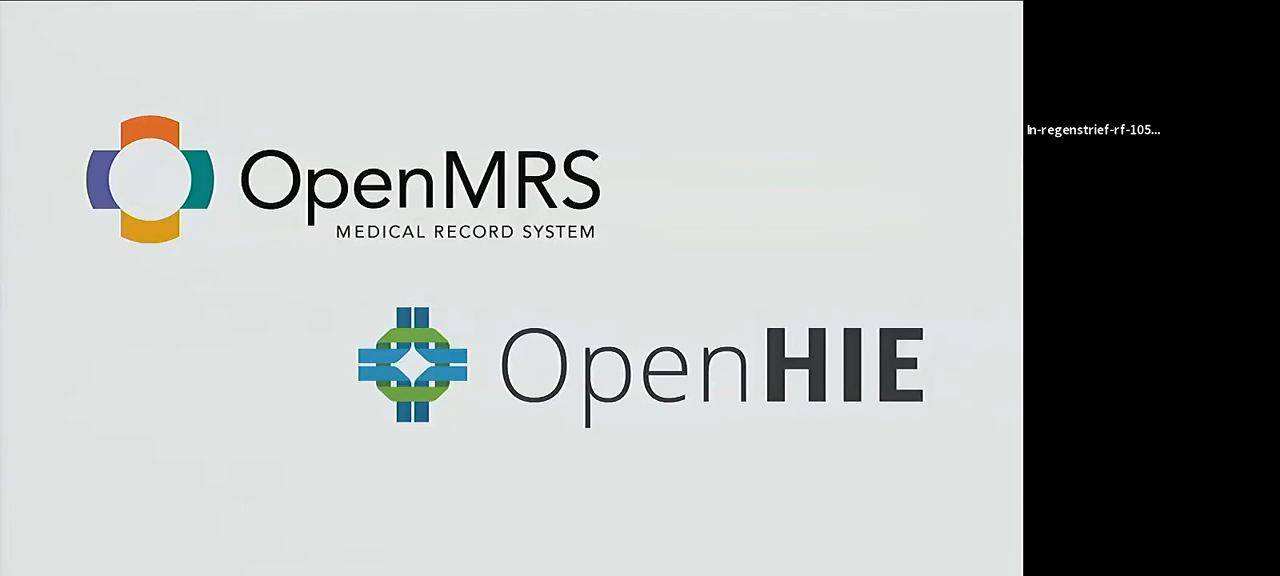 OpenMRS
MEDICAL RECORD SYSTEM
OpenHIE
In-regenstrief-rf-105...